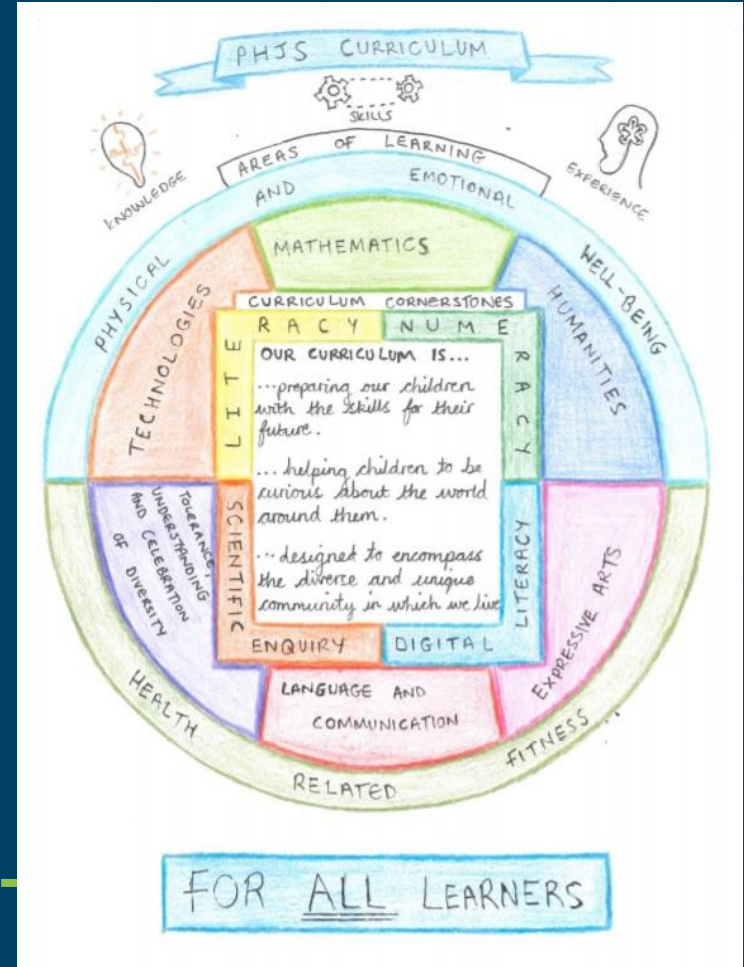 PHJS CURRICULUM
SKILLS
KNOWLEDGE
EXPERIENCE
AREAS OF LEARNING
PHYSICAL AND EMOTIONAL WELL-BEING
MATHEMATICS
TECHNOLOGIES
HUMANITIES
CURRICULUM CORNERSTONES
LITERACY
NUMERACY
OUR CURRICULUM IS...
...preparing our children
with the skills for their
future.
...helping children to be
curious about the world
around them.
...designed to encompass
the diverse and unique
community in which we live
SCIENTIFIC
ENQUIRY
DIGITAL
LITERACY
TOLERANCE,
UNDERSTANDING
AND CELEBRATION
OF DIVERSITY
EXPRESSIVE ARTS
LANGUAGE AND
COMMUNICATION
HEALTH RELATED FITNESS
FOR ALL LEARNERS